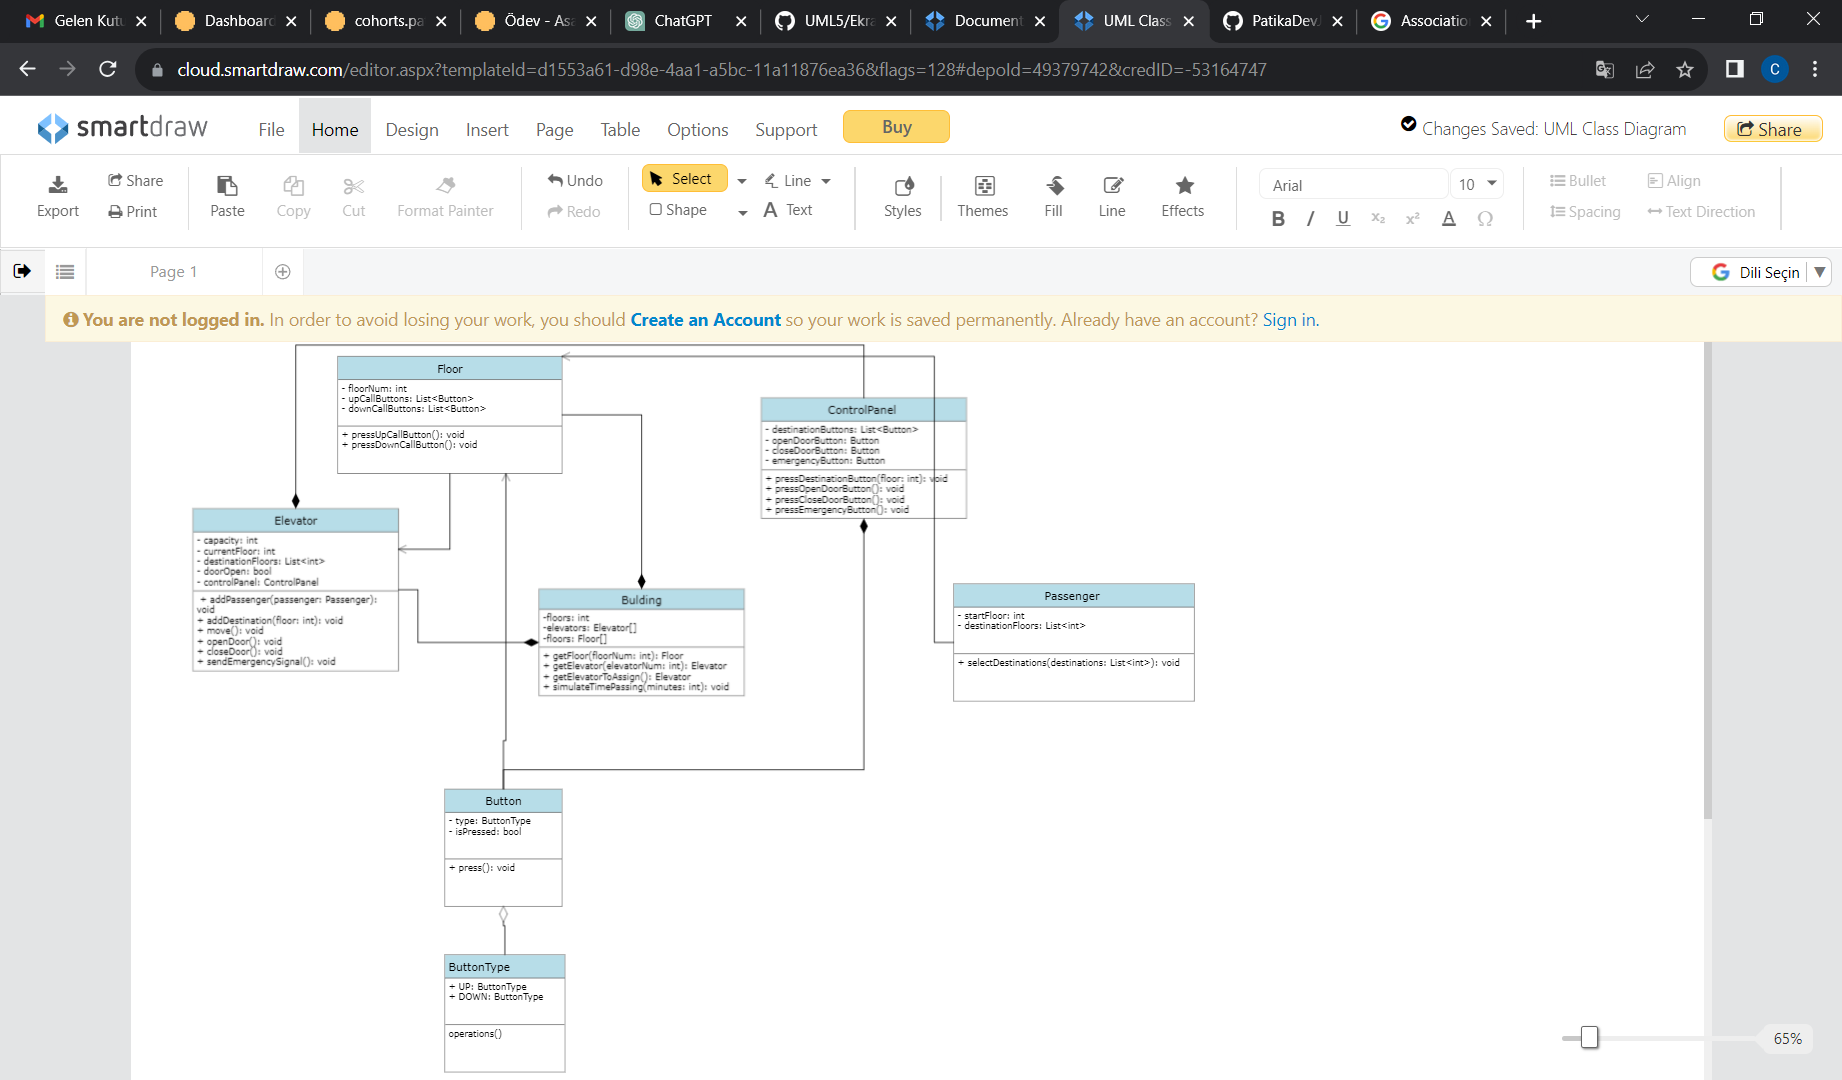 Gelen Kutu
Dashboard
cohorts.pa
Ödev - Asa
ChatGPT
UML5/Ekra
Document
UML Class
PatikaDev
Associatio
cloud.smartdraw.com/editor.aspx?templateId=d1553a61-d98e-4aa1-a5bc-11a11876ea36&flags=128#depoId=49379742&credID=-53164747
C
smartdraw
File
Home
Design
Insert
Page
Table
Options
Support
Buy
Changes Saved: UML Class Diagram
Share
Export
Share
Print
Paste
Copy
Cut
Format Painter
Undo
Redo
Select
Shape
Line
A Text
Styles
Themes
Fill
Line
Effects
Arial
10
B I U x₂ x² A Ω
Bullet
Spacing
Align
Text Direction
Page 1
Dili Seçin
You are not logged in. In order to avoid losing your work, you should Create an Account so your work is saved permanently. Already have an account? Sign in.
Floor
- floorNum: int
- upCallButtons: List<Button>
- downCallButtons: List<Button>
+ pressUpCallButton(): void
+ pressDownCallButton(): void
ControlPanel
- destinationButtons: List<Button>
- openDoorButton: Button
- closeDoorButton: Button
- emergencyButton: Button
+ pressDestinationButton(floor: int): void
+ pressOpenDoorButton(): void
+ pressCloseDoorButton(): void
+ pressEmergencyButton(): void
Elevator
- capacity: int
- currentFloor: int
- destinationFloors: List<int>
- doorOpen: bool
- controlPanel: ControlPanel
+ addPassenger(passenger: Passenger):
void
+ addDestination(floor: int): void
+ move(): void
+ openDoor(): void
+ closeDoor(): void
+ sendEmergencySignal(): void
Bulding
-floors: int
-elevators: Elevator[]
-floors: Floor[]
+ getFloor(floorNum: int): Floor
+ getElevator(elevatorNum: int): Elevator
+ getElevatorToAssign(): Elevator
+ simulateTimePassing(minutes: int): void
Passenger
- startFloor: int
- destinationFloors: List<int>
+ selectDestinations(destinations: List<int>): void
Button
- type: ButtonType
- isPressed: bool
+ press(): void
ButtonType
+ UP: ButtonType
+ DOWN: ButtonType
operations()
65%